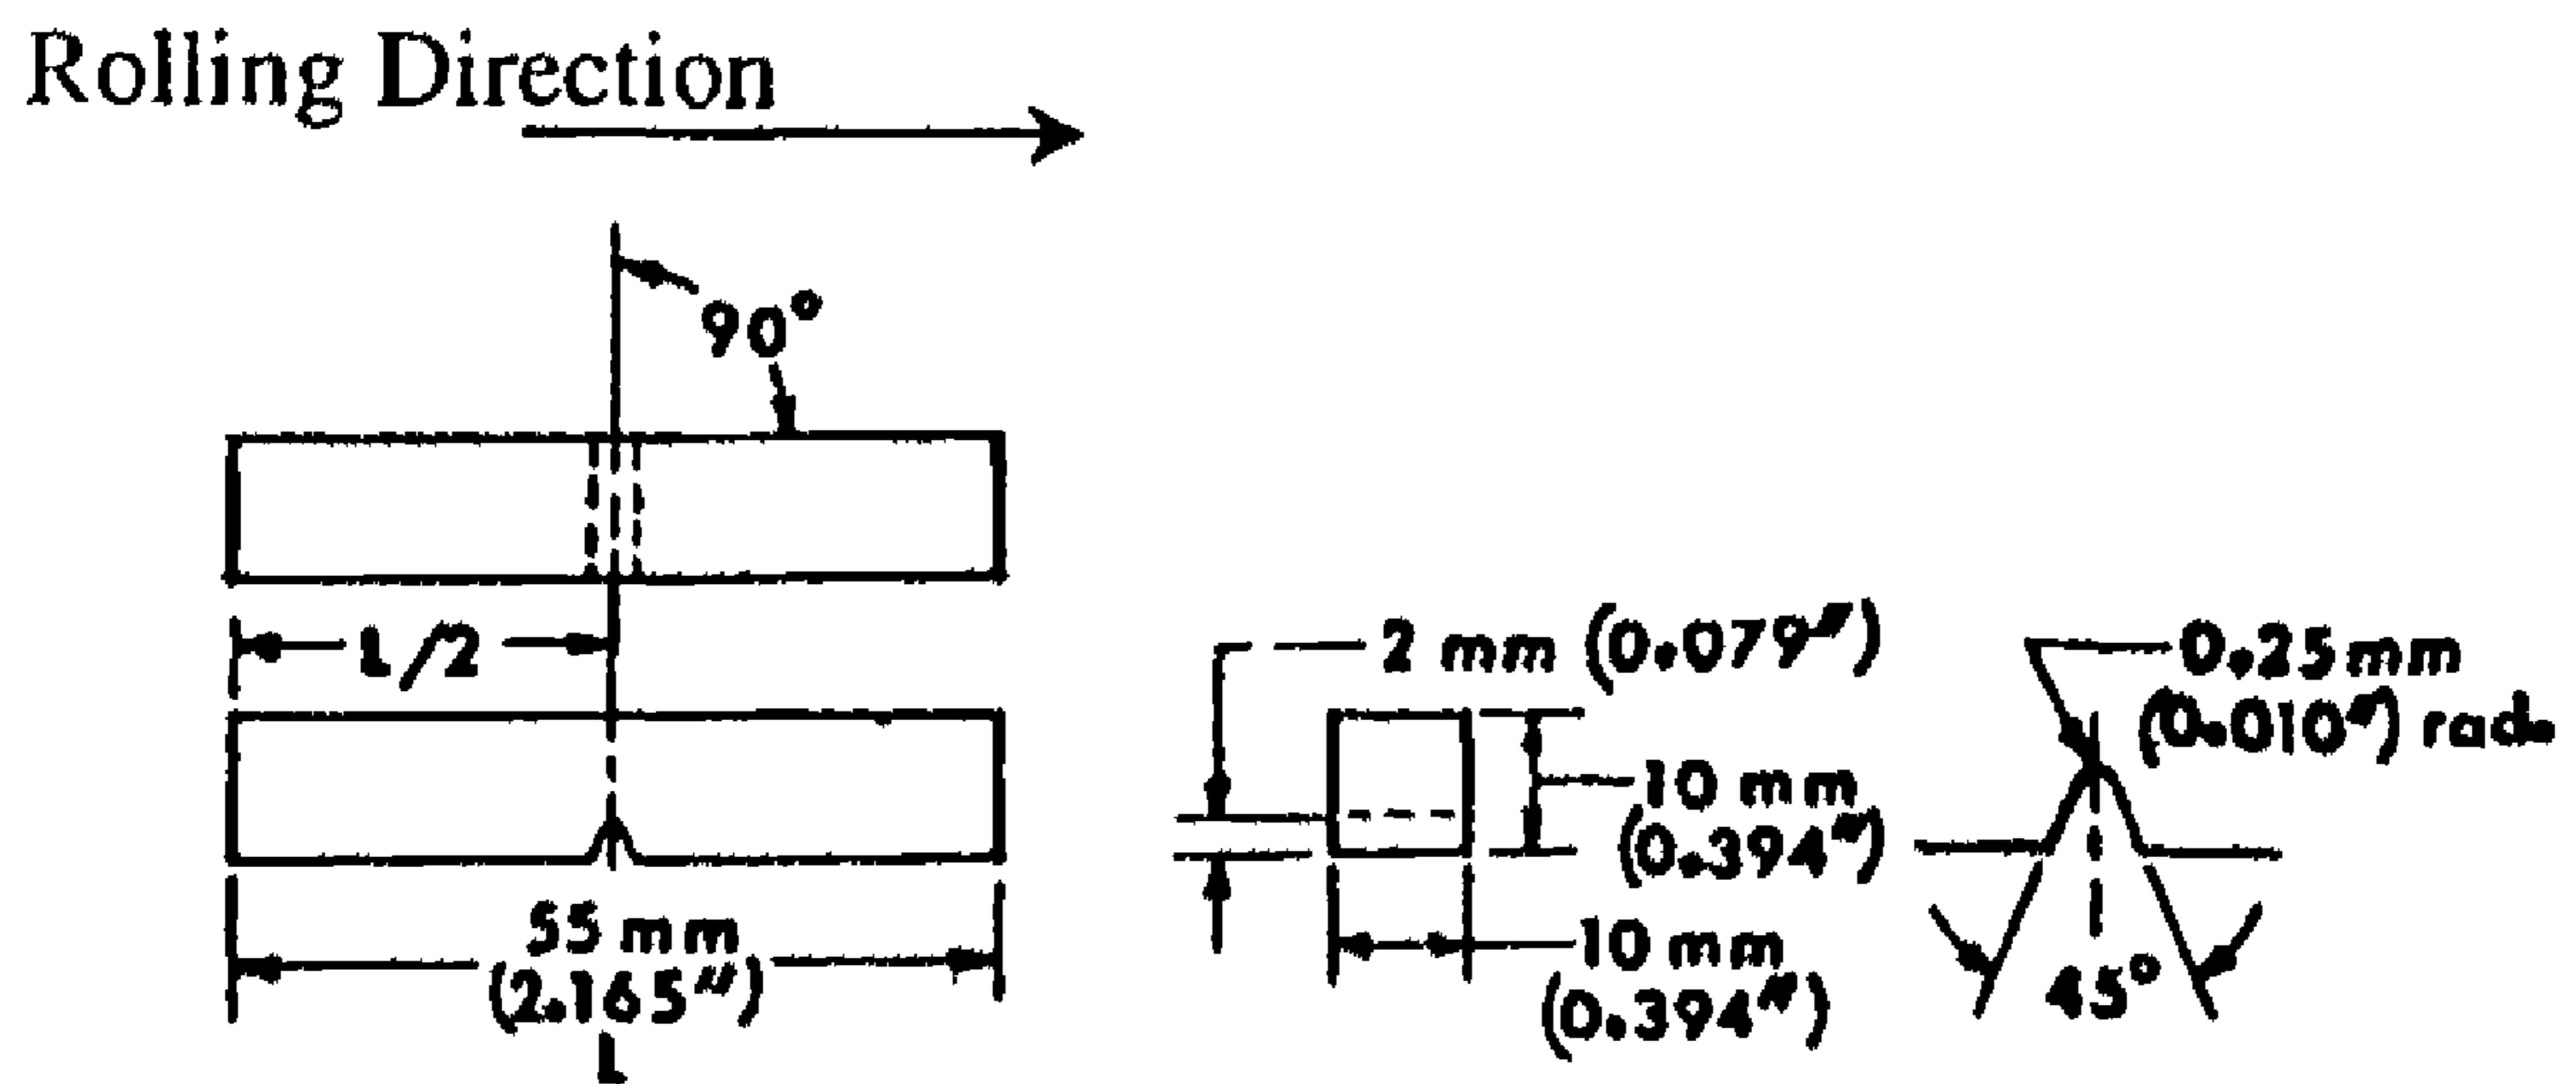 Rolling Direction
90°
L/2
2 mm (0.079")
0.25 mm
(0.010") rad.
10 mm
(0.394")
55 mm
(2.165")
L
10 mm
(0.394")
45°